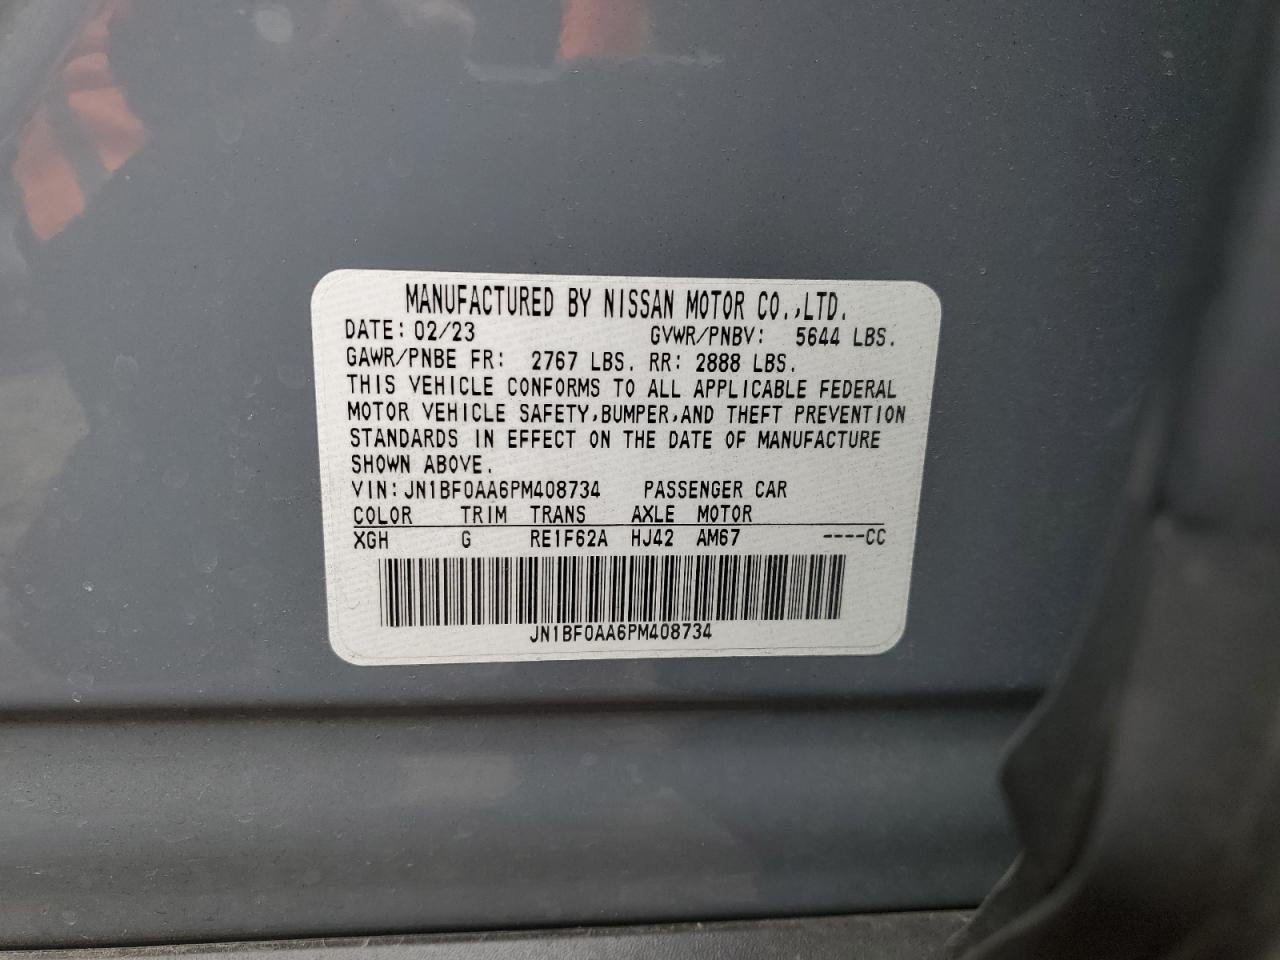 MANUFACTURED BY NISSAN MOTOR CO.,LTD.
DATE: 02/23 GVWR/PNBV: 5644 LBS.
GAWR/PNBE FR: 2767 LBS. RR: 2888 LBS.
THIS VEHICLE CONFORMS TO ALL APPLICABLE FEDERAL
MOTOR VEHICLE SAFETY,BUMPER,AND THEFT PREVENTION
STANDARDS IN EFFECT ON THE DATE OF MANUFACTURE
SHOWN ABOVE.
VIN:JN1BF0AA6PM408734 PASSENGER CAR
COLOR TRIM TRANS AXLE MOTOR
XGH G RE1F62A HJ42 AM67 ----CC
JN1BF0AA6PM408734